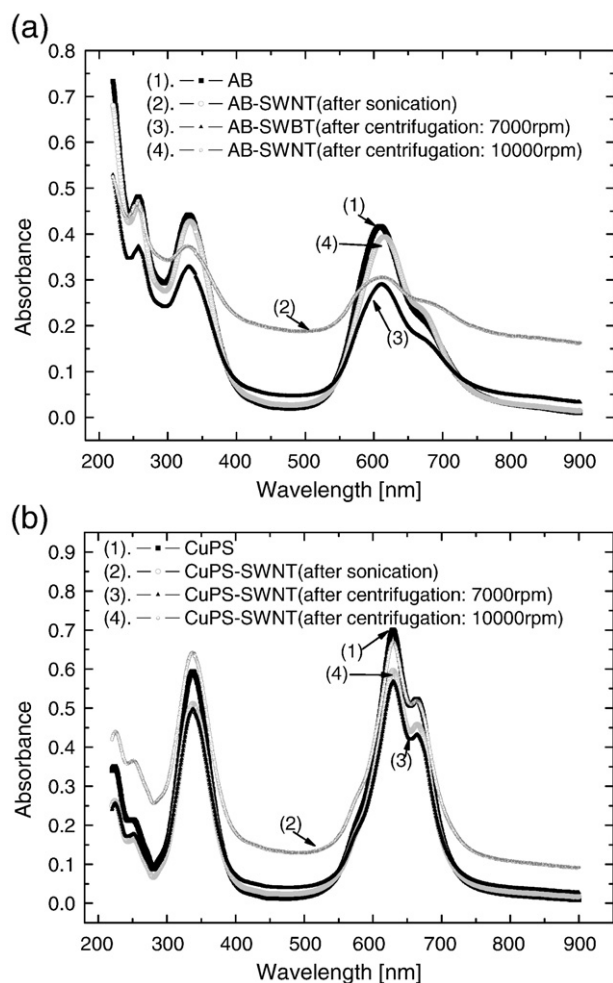 (a)
0.8
0.7
0.6
0.5
0.4
0.3
0.2
0.1
0.0
Absorbance
(1). —■— AB
(2) —○— AB-SWNT(after sonication)
(3) —▲— AB-SWBT(after centrifugation: 7000rpm)
(4). —○— AB-SWNT(after centrifugation: 10000rpm)
(1)
(4)
(2)
(3)
200 300 400 500 600 700 800 900
Wavelength [nm]
(b)
0.9
0.8
0.7
0.6
0.5
0.4
0.3
0.2
0.1
0.0
Absorbance
(1). —■— CuPS
(2) —○— CuPS-SWNT(after sonication)
(3) —▲— CuPS-SWNT(after centrifugation: 7000rpm)
(4). —○— CuPS-SWNT(after centrifugation: 10000rpm)
(1)
(4)
(3)
(2)
200 300 400 500 600 700 800 900
Wavelength [nm]